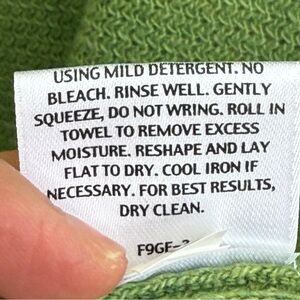 USING MILD DETERGENT. NO
BLEACH. RINSE WELL. GENTLY
SQUEEZE, DO NOT WRING. ROLL IN
TOWEL TO REMOVE EXCESS
MOISTURE. RESHAPE AND LAY
FLAT TO DRY. COOL IRON IF
NECESSARY. FOR BEST RESULTS,
DRY CLEAN.
F9GF-